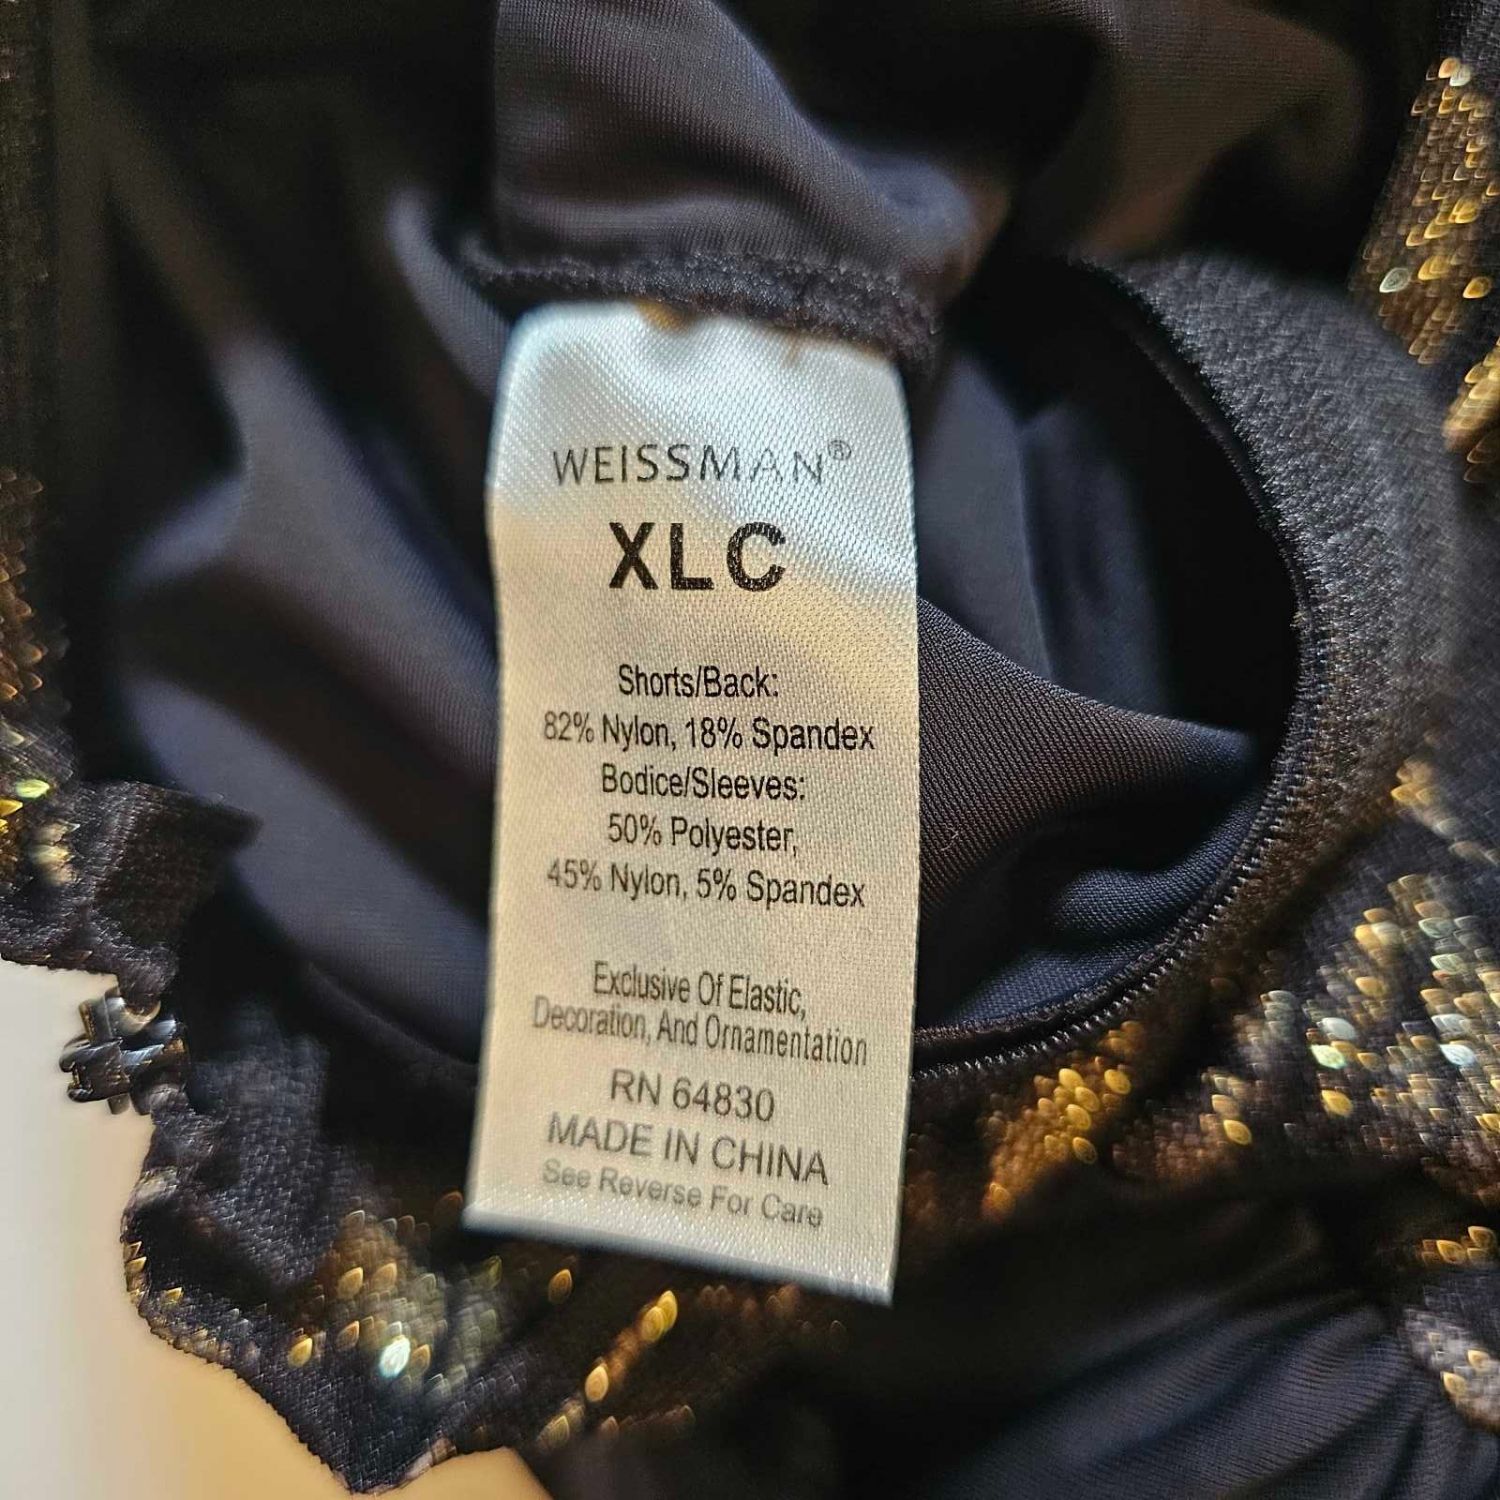 WEISSMAN®
XLC
Shorts/Back:
82% Nylon, 18% Spandex
Bodice/Sleeves:
50% Polyester,
45% Nylon, 5% Spandex
Exclusive Of Elastic,
Decoration, And Ornamentation
RN 64830
MADE IN CHINA
See Reverse For Care